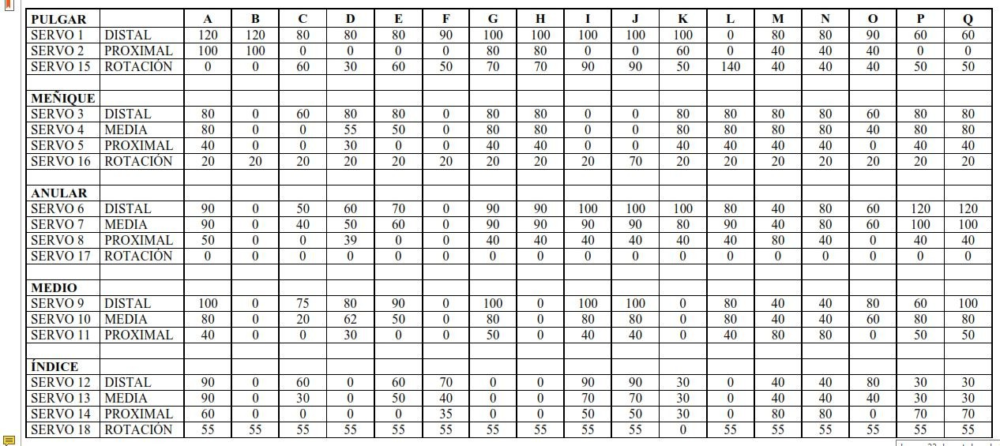 PULGAR A B C D E F G H I J K L M N O P Q
SERVO 1 DISTAL 120 120 80 80 80 90 100 100 100 100 100 0 80 80 90 60 60
SERVO 2 PROXIMAL 100 100 0 0 0 0 80 80 0 0 60 0 40 40 40 0 0
SERVO 15 ROTACIÓN 0 0 60 30 60 50 70 70 90 90 50 140 40 40 40 50 50
MEÑIQUE
SERVO 3 DISTAL 80 0 60 80 80 0 80 80 0 0 80 80 80 80 60 80 80
SERVO 4 MEDIA 80 0 0 55 50 0 80 80 0 0 80 80 80 80 40 80 80
SERVO 5 PROXIMAL 40 0 0 30 0 0 40 40 0 0 40 40 40 40 0 40 40
SERVO 16 ROTACIÓN 20 20 20 20 20 20 20 20 20 70 20 20 20 20 20 20 20
ANULAR
SERVO 6 DISTAL 90 0 50 60 70 0 90 90 100 100 100 80 40 80 60 120 120
SERVO 7 MEDIA 90 0 40 50 60 0 90 90 90 90 80 90 40 80 60 100 100
SERVO 8 PROXIMAL 50 0 0 39 0 0 40 40 40 40 40 40 80 40 0 40 40
SERVO 17 ROTACIÓN 0 0 0 0 0 0 0 0 0 0 0 0 0 0 0 0 0
MEDIO
SERVO 9 DISTAL 100 0 75 80 90 0 100 0 100 100 0 80 40 40 80 60 100
SERVO 10 MEDIA 80 0 20 62 50 0 80 0 80 80 0 80 40 40 60 80 80
SERVO 11 PROXIMAL 40 0 0 30 0 0 50 0 40 40 0 40 80 80 0 50 50
ÍNDICE
SERVO 12 DISTAL 90 0 60 0 60 70 0 0 90 90 30 0 40 40 80 30 30
SERVO 13 MEDIA 90 0 30 0 50 40 0 0 70 70 30 0 40 40 40 30 30
SERVO 14 PROXIMAL 60 0 0 0 0 35 0 0 50 50 30 0 80 80 0 70 70
SERVO 18 ROTACIÓN 55 55 55 55 55 55 55 55 55 55 0 55 55 55 55 55 55